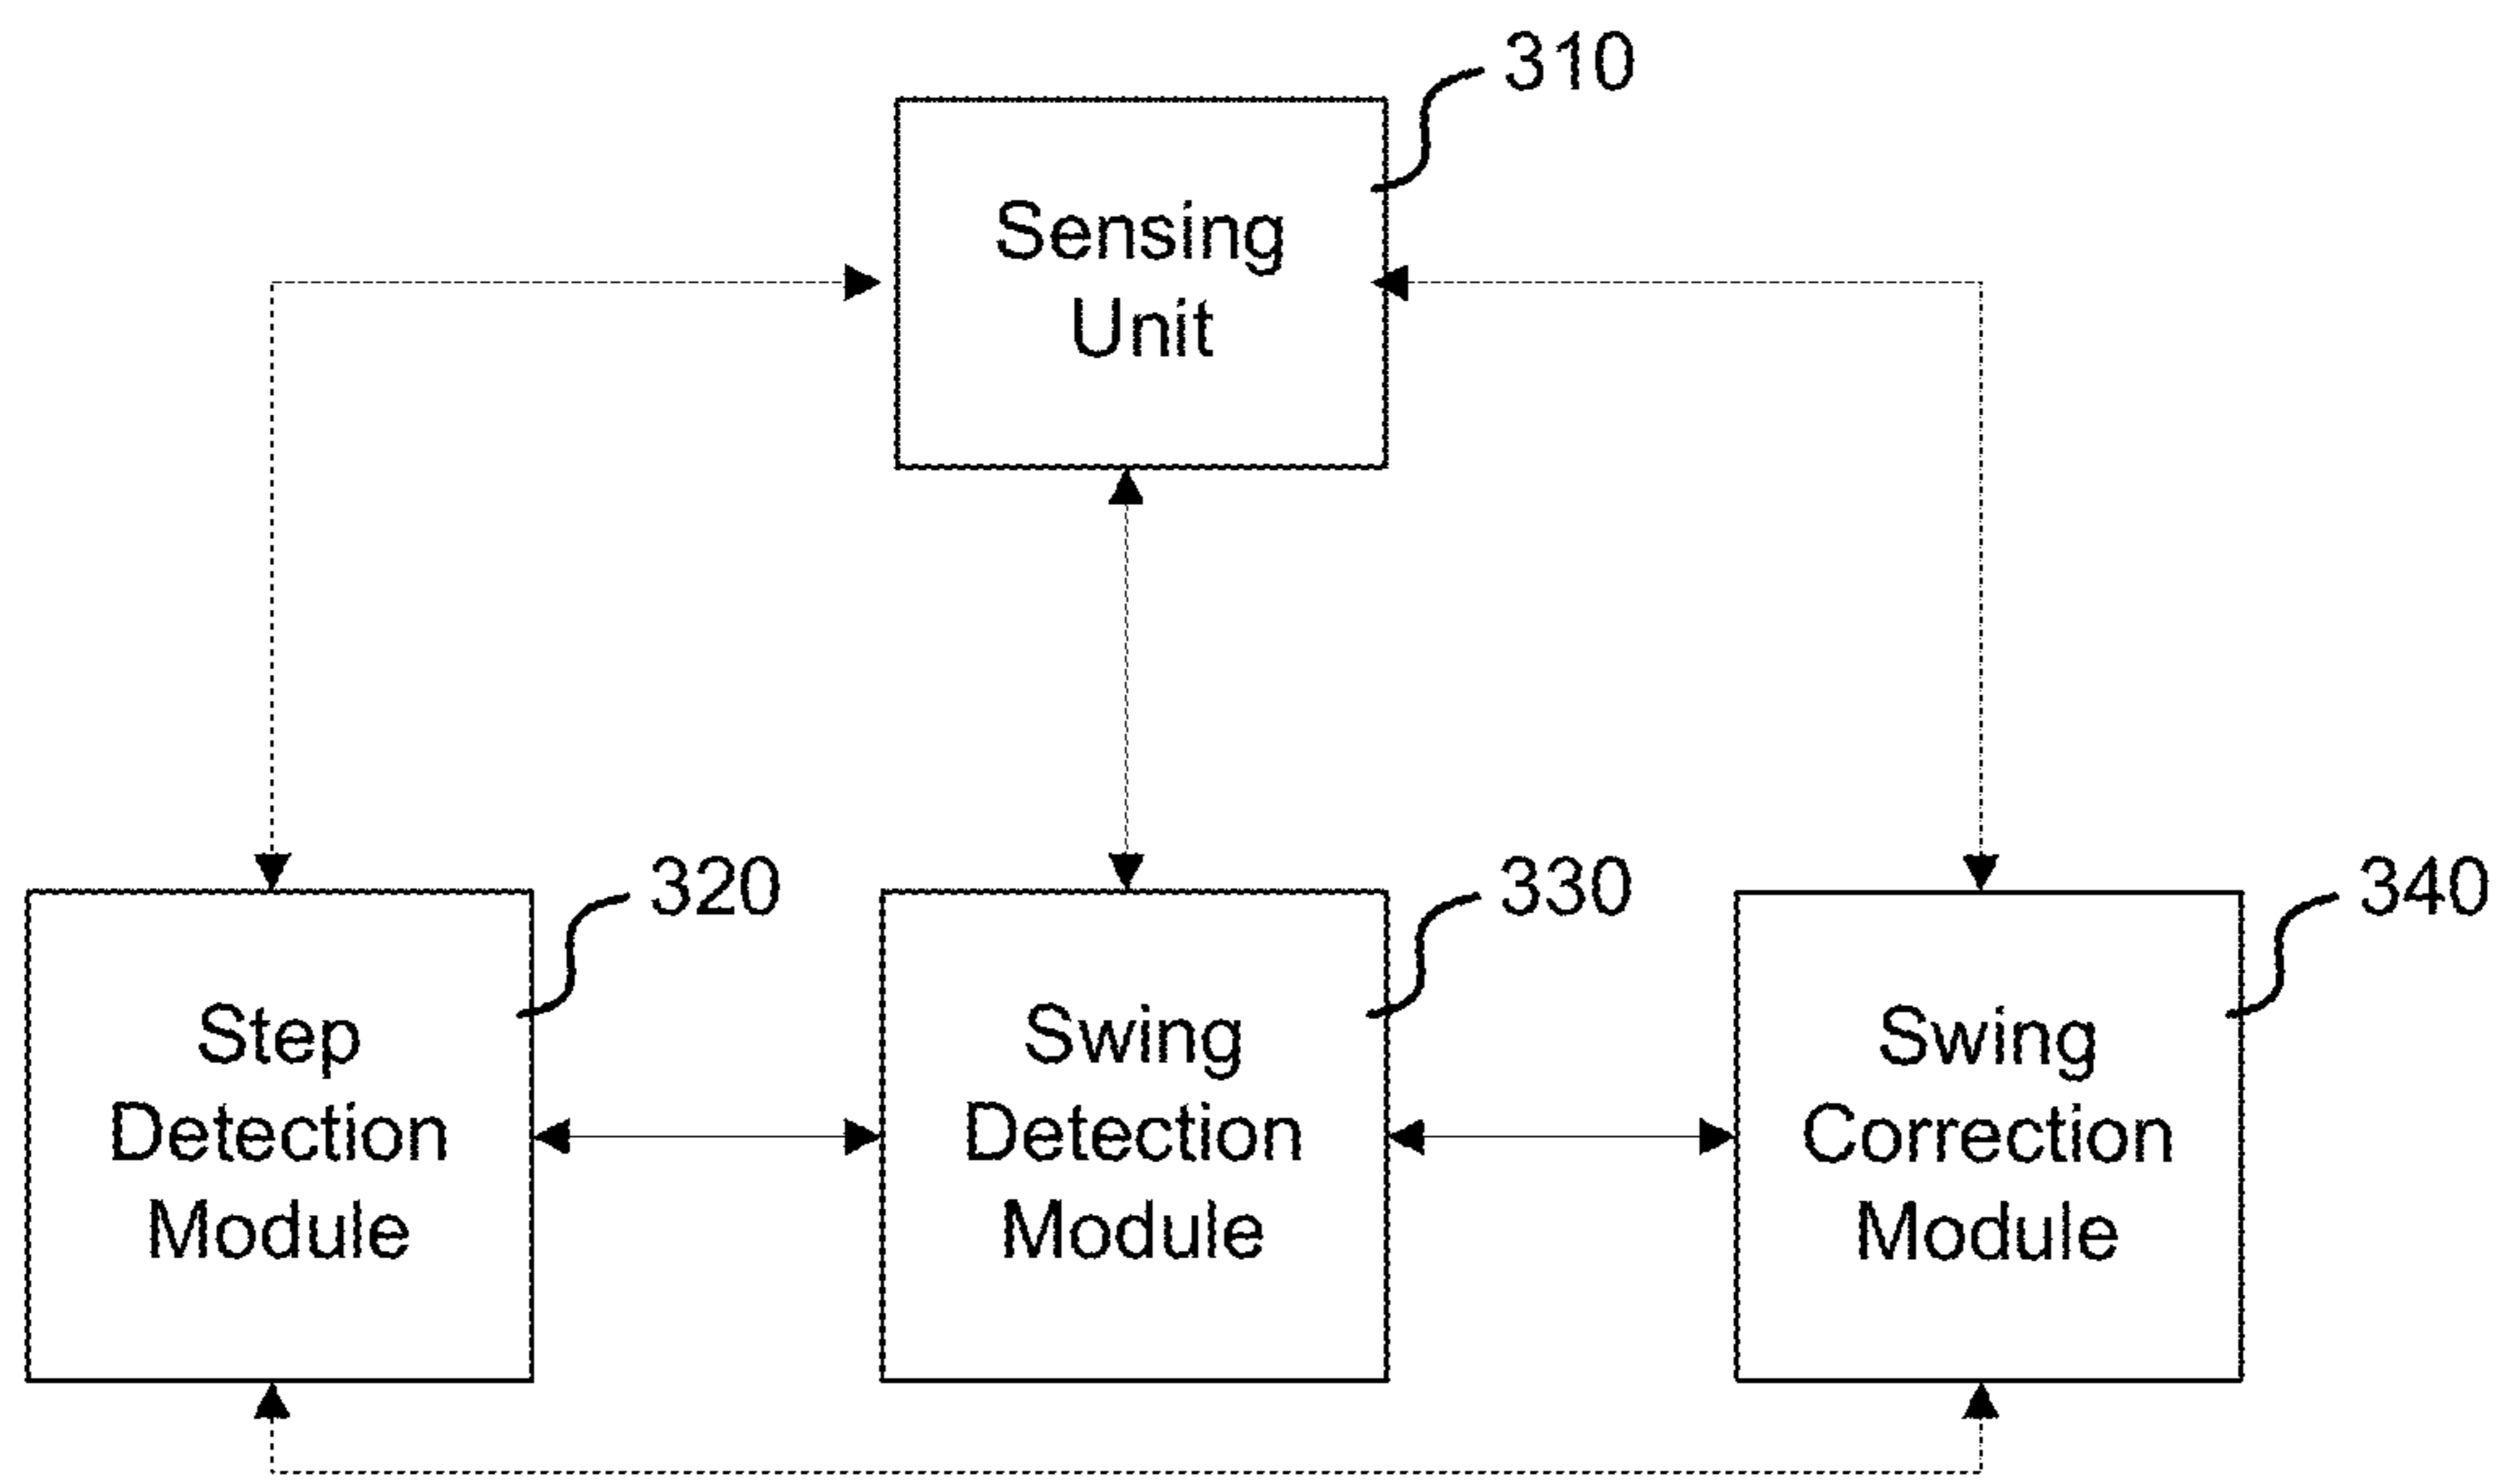 310
Sensing
Unit
320
330
340
Step
Detection
Module
Swing
Detection
Module
Swing
Correction
Module